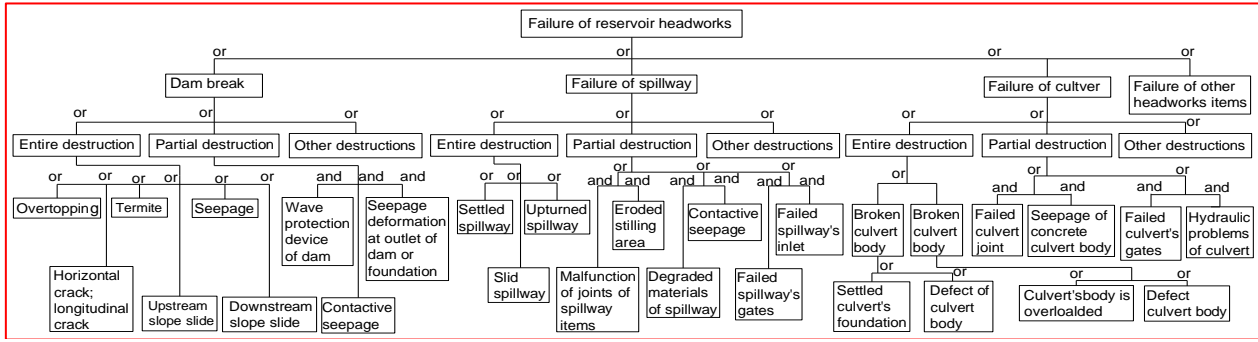 Failure of reservoir headworks
or
or
or
or
Dam break
Failure of spillway
Failure of cultver
Failure of other
headworks items
or
or
or
or
or
or
or
or
or
Entire destruction
Partial destruction
Other destructions
Entire destruction
Partial destruction
Other destructions
Entire destruction
Partial destruction
Other destructions
or
or
or
or
or
and
and
and
or
or
or
or
or
or
and
and
and
and
and
and
or
or
or
or
and
and
and
and
Overtopping
Termite
Seepage
Wave
protection
device
of dam
Seepage
deformation
at outlet of
dam or
foundation
Settled
spillway
Upturned
spillway
Eroded
stilling
area
Contactive
seepage
Failed
spillway's
inlet
Broken
culvert
body
Broken
culvert
body
Failed
culvert
joint
Seepage of
concrete
culvert body
Failed
culvert's
gates
Hydraulic
problems
of culvert
Horizontal
crack;
longitudinal
crack
Upstream
slope slide
Downstream
slope slide
Contactive
seepage
Slid
spillway
Malfunction
of joints of
spillway
items
Degraded
materials
of spillway
Failed
spillway's
gates
or
or
or
or
Settled
culvert's
foundation
Defect of
culvert
body
Culvert'sbody is
overloalded
Defect
culvert body